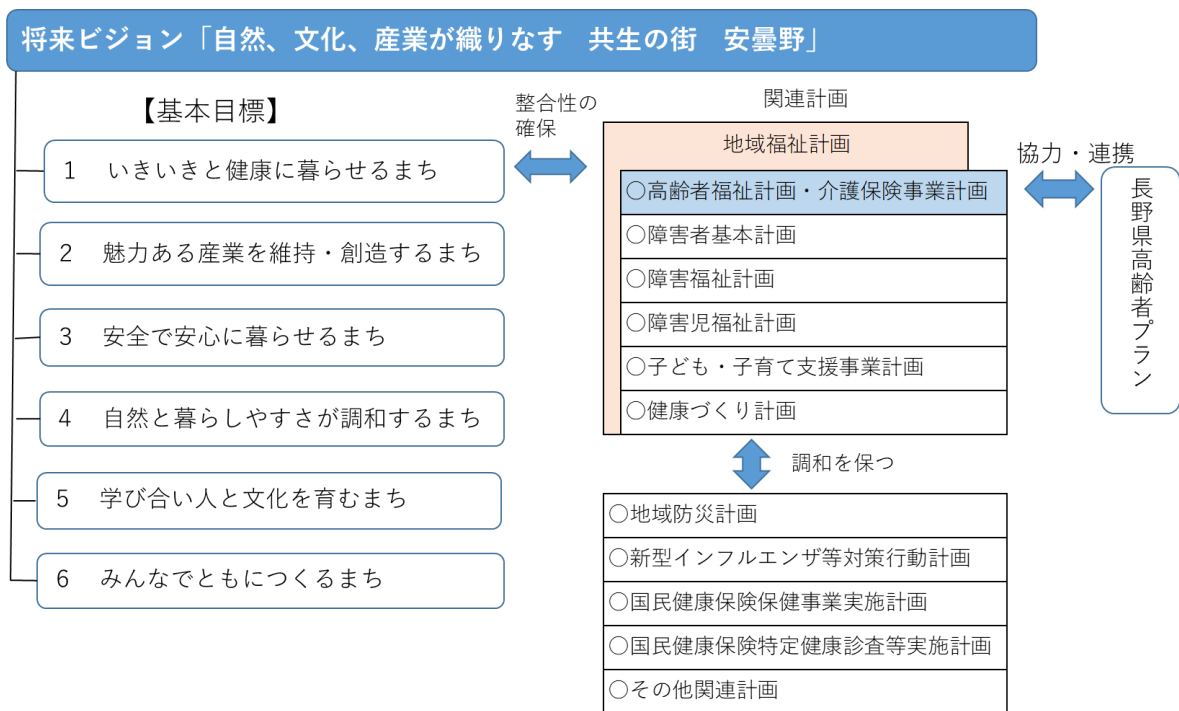 将来ビジョン「自然、文化、産業が織りなす　共生の街　安曇野」
【基本目標】
1　いきいきと健康に暮らせるまち
2　魅力ある産業を維持・創造するまち
3　安全で安心に暮らせるまち
4　自然と暮らしやすさが調和するまち
5　学び合い人と文化を育むまち
6　みんなでともにつくるまち
整合性の
確保
関連計画
地域福祉計画
○高齢者福祉計画・介護保険事業計画
○障害者基本計画
○障害福祉計画
○障害児福祉計画
○子ども・子育て支援事業計画
○健康づくり計画
協力・連携
長野県高齢者プラン
調和を保つ
○地域防災計画
○新型インフルエンザ等対策行動計画
○国民健康保険保健事業実施計画
○国民健康保険特定健康診査等実施計画
○その他関連計画